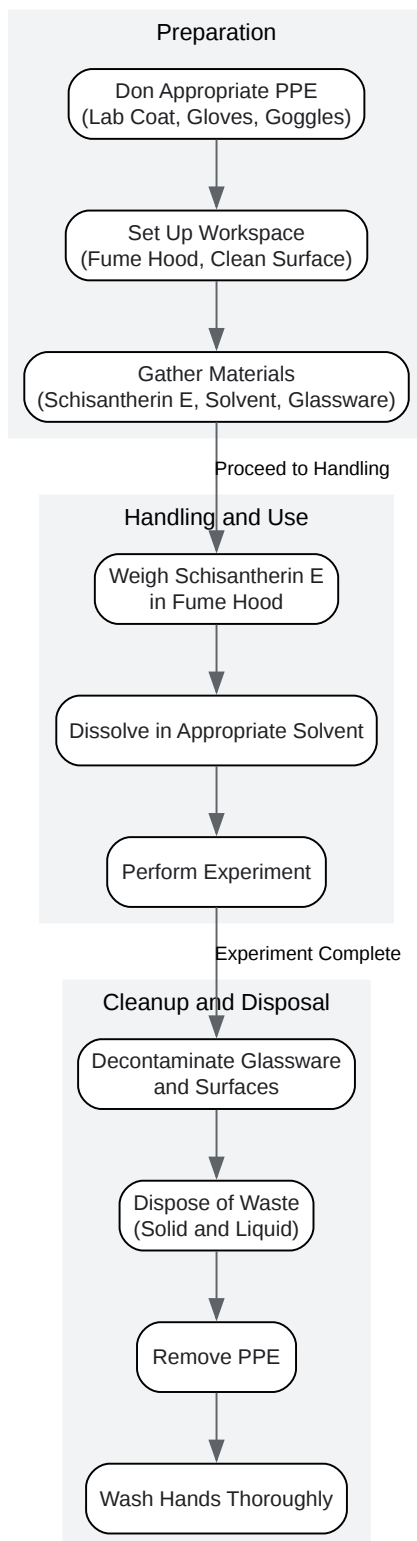 Preparation
Don Appropriate PPE
(Lab Coat, Gloves, Goggles)
Set Up Workspace
(Fume Hood, Clean Surface)
Gather Materials
(Schisantherin E, Solvent, Glassware)
Proceed to Handling
Handling and Use
Weigh Schisantherin E
in Fume Hood
Dissolve in Appropriate Solvent
Perform Experiment
Experiment Complete
Cleanup and Disposal
Decontaminate Glassware
and Surfaces
Dispose of Waste
(Solid and Liquid)
Remove PPE
Wash Hands Thoroughly